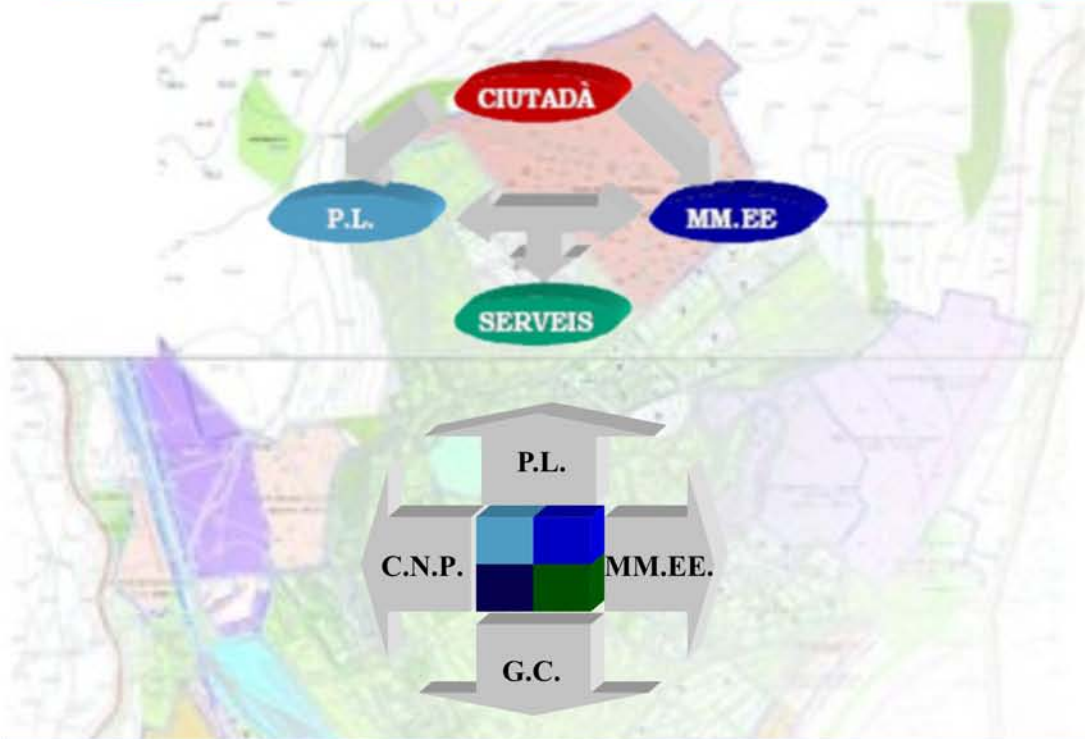 CIUTADÀ
P.L.
MM.EE
SERVEIS
P.L.
C.N.P.
MM.EE.
G.C.